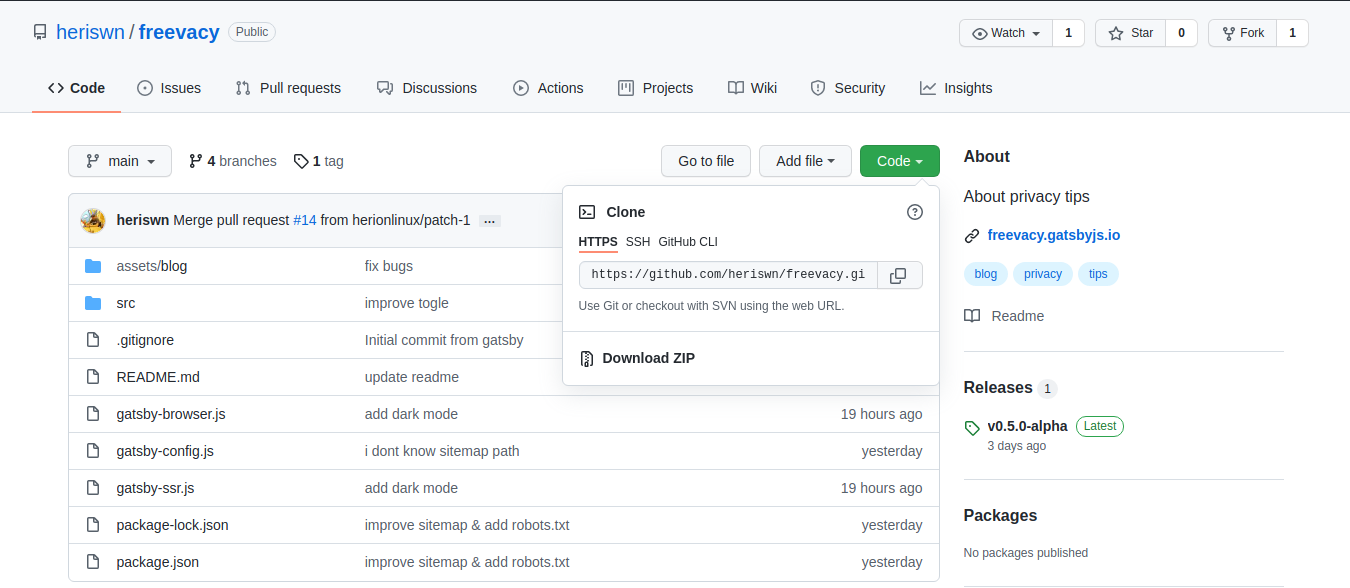 heriswn / freevacy Public Watch 1 Star 0 Fork 1
Code Issues Pull requests Discussions Actions Projects Wiki Security Insights
main 4 branches 1 tag Go to file Add file Code
heriswn Merge pull request #14 from herionlinux/patch-1 ...
assets/blog fix bugs
src improve togle
.gitignore Initial commit from gatsby
README.md update readme
gatsby-browser.js add dark mode 19 hours ago
gatsby-config.js i dont know sitemap path yesterday
gatsby-ssr.js add dark mode 19 hours ago
package-lock.json improve sitemap & add robots.txt yesterday
package.json improve sitemap & add robots.txt yesterday
Clone
HTTPS SSH GitHub CLI
https://github.com/heriswn/freevacy.gi
Use Git or checkout with SVN using the web URL.
Download ZIP
About
About privacy tips
freevacy.gatsbyjs.io
blog privacy tips
Readme
Releases 1
v0.5.0-alpha Latest
3 days ago
Packages
No packages published